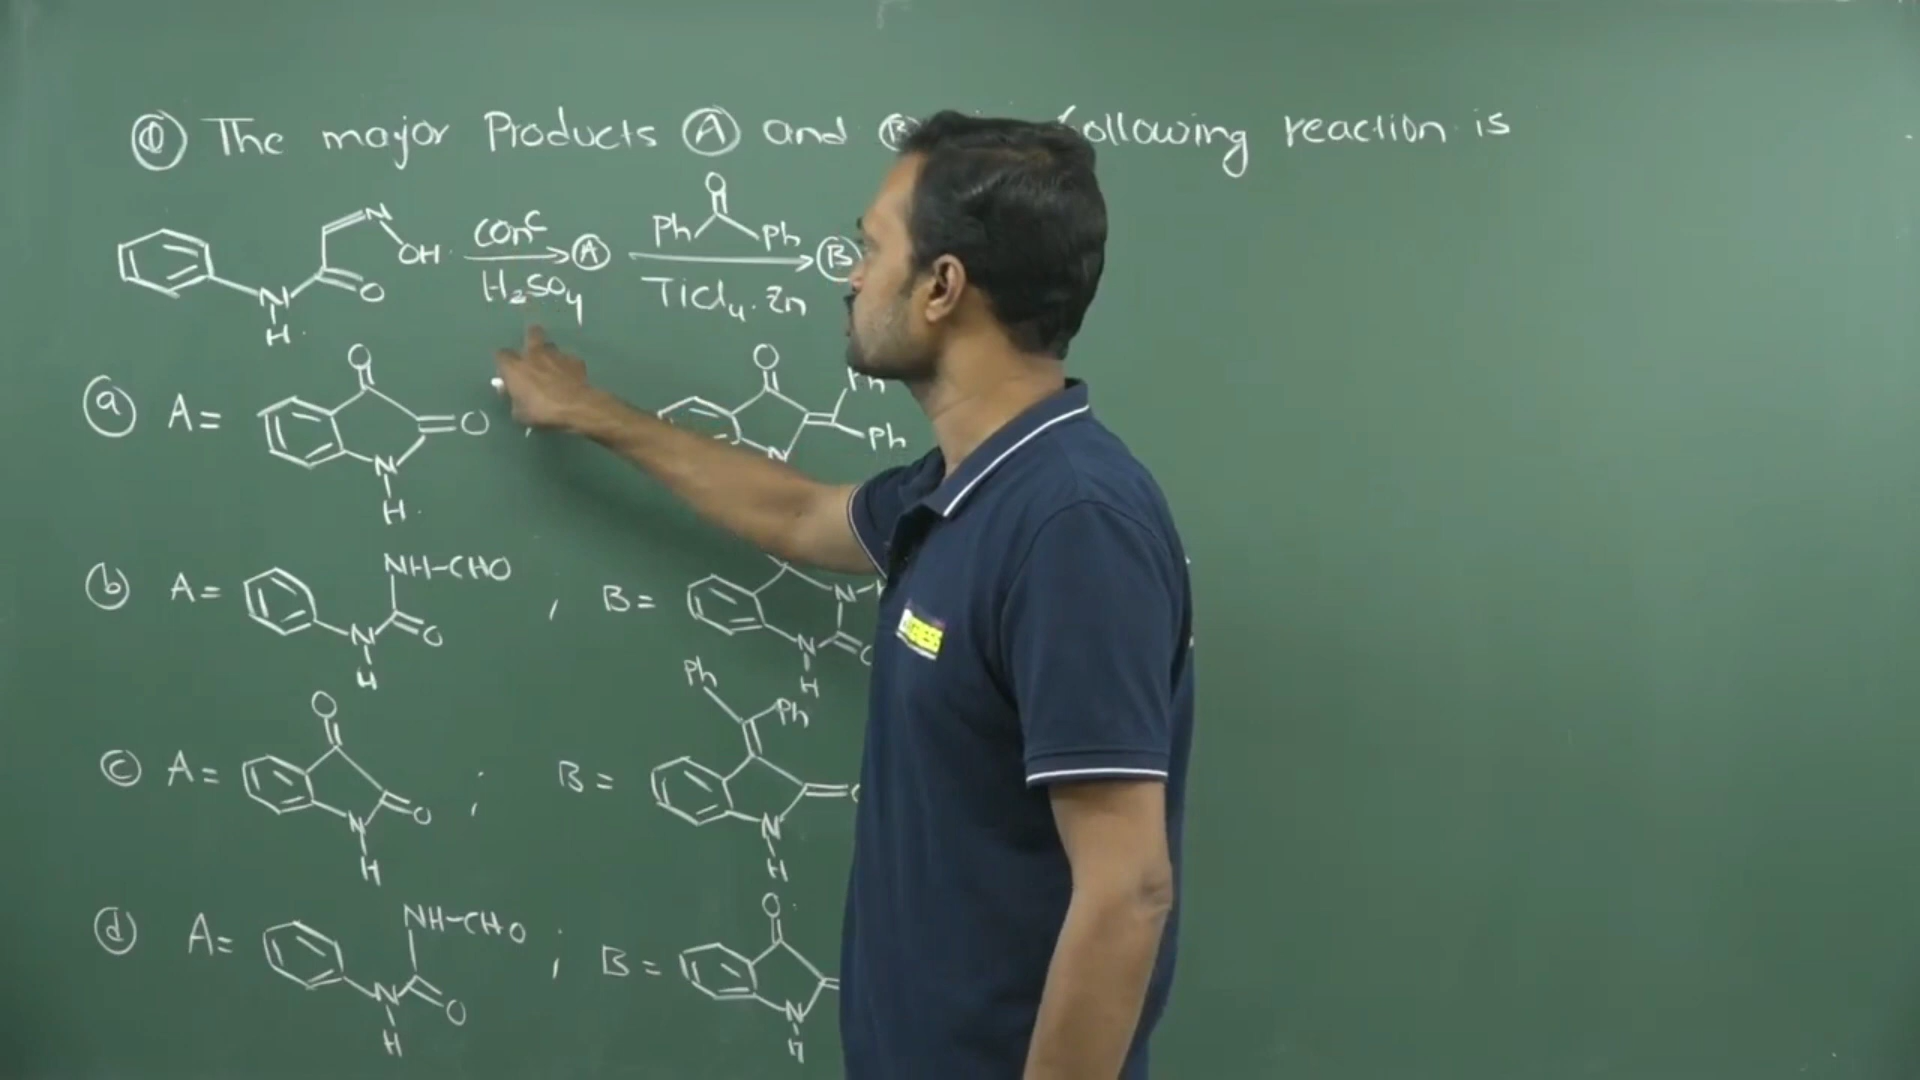 Q The major Products A and B following reaction is
N
OH
N
H
O
Conc
H₂SO₄
A
O
Ph
Ph
TiCl₄. Zn
B
a A=
O
O
N
H
,
O
Ph
Ph
N
b A=
NH-CHO
N
H
O
; B=
N
N
H
O
c A=
O
O
N
H
; B=
Ph
Ph
N
H
O
d A=
NH-CHO
N
H
O
; B=
O
N
H